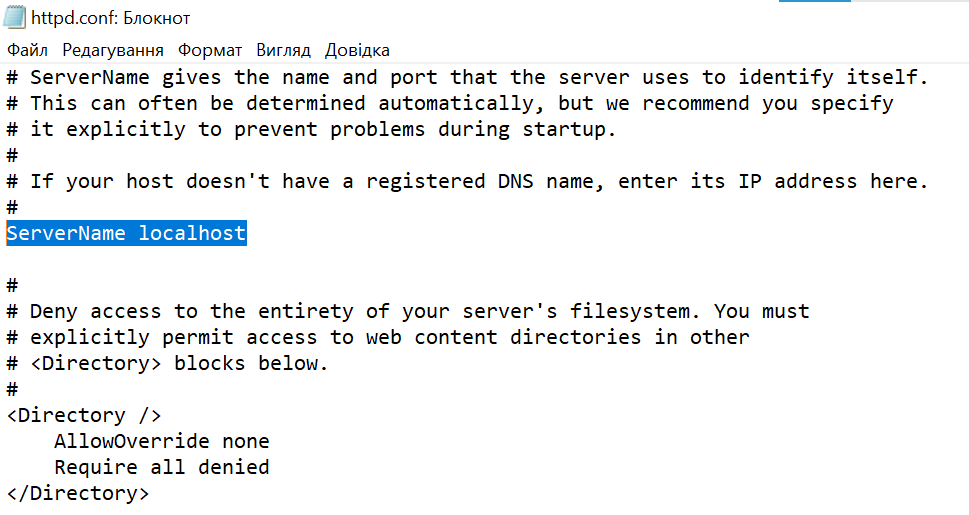 httpd.conf: Блокнот
Файл Редагування Формат Вигляд Довідка
# ServerName gives the name and port that the server uses to identify itself.
# This can often be determined automatically, but we recommend you specify
# it explicitly to prevent problems during startup.
#
# If your host doesn't have a registered DNS name, enter its IP address here.
#
ServerName localhost

#
# Deny access to the entirety of your server's filesystem. You must
# explicitly permit access to web content directories in other
# <Directory> blocks below.
#
<Directory />
    AllowOverride none
    Require all denied
</Directory>